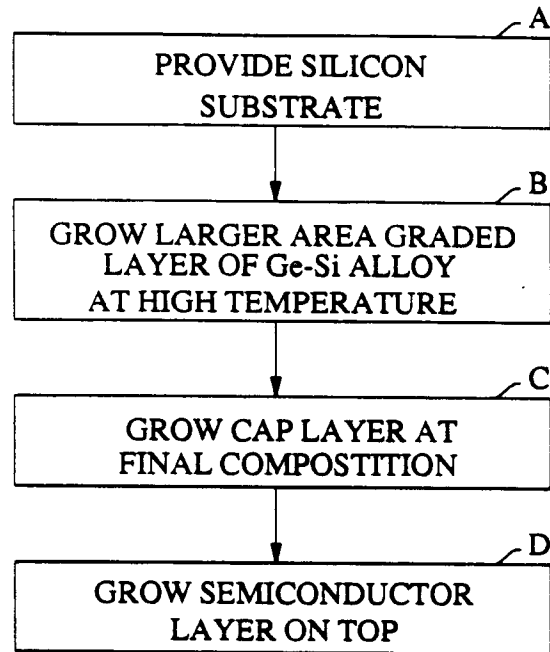 A
PROVIDE SILICON
SUBSTRATE
B
GROW LARGER AREA GRADED
LAYER OF Ge-Si ALLOY
AT HIGH TEMPERATURE
C
GROW CAP LAYER AT
FINAL COMPOSTITION
D
GROW SEMICONDUCTOR
LAYER ON TOP